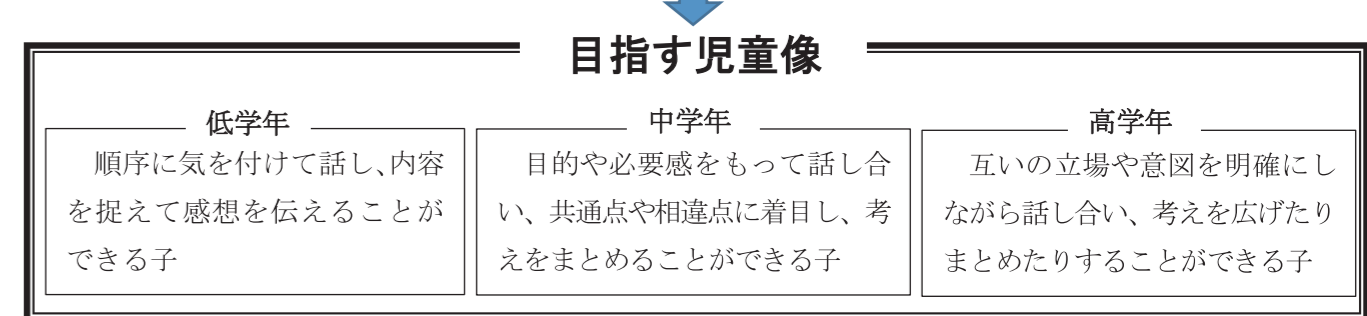 目指す児童像
低学年
順序に気を付けて話し、内容
を捉えて感想を伝えることが
できる子
中学年
目的や必要感をもって話し合
い、共通点や相違点に着目し、考
えをまとめることができる子
高学年
互いの立場や意図を明確にし
ながら話し合い、考えを広げたり
まとめたりすることができる子